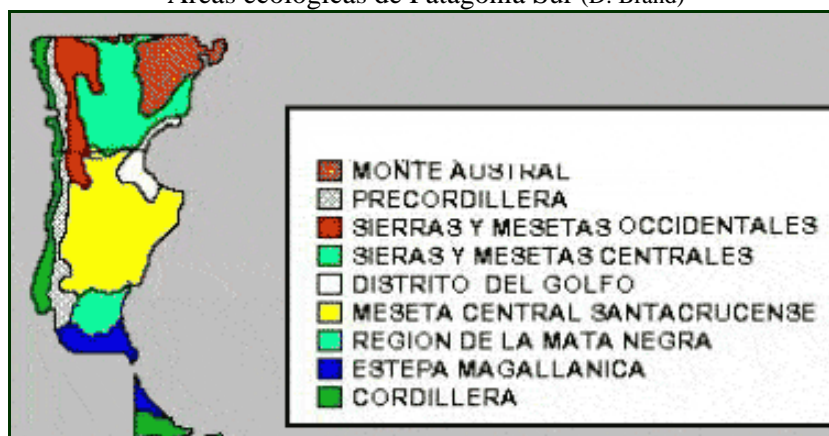 Areas ecológicas de Patagonia Sur (D. Bland)
MONTE AUSTRAL
PRECORDILLERA
SIERRAS Y MESETAS OCCIDENTALES
SIERAS Y MESETAS CENTRALES
DISTRITO DEL GOLFO
MESETA CENTRAL SANTACRUCENSE
REGION DE LA MATA NEGRA
ESTEPA MAGALLANICA
CORDILLERA